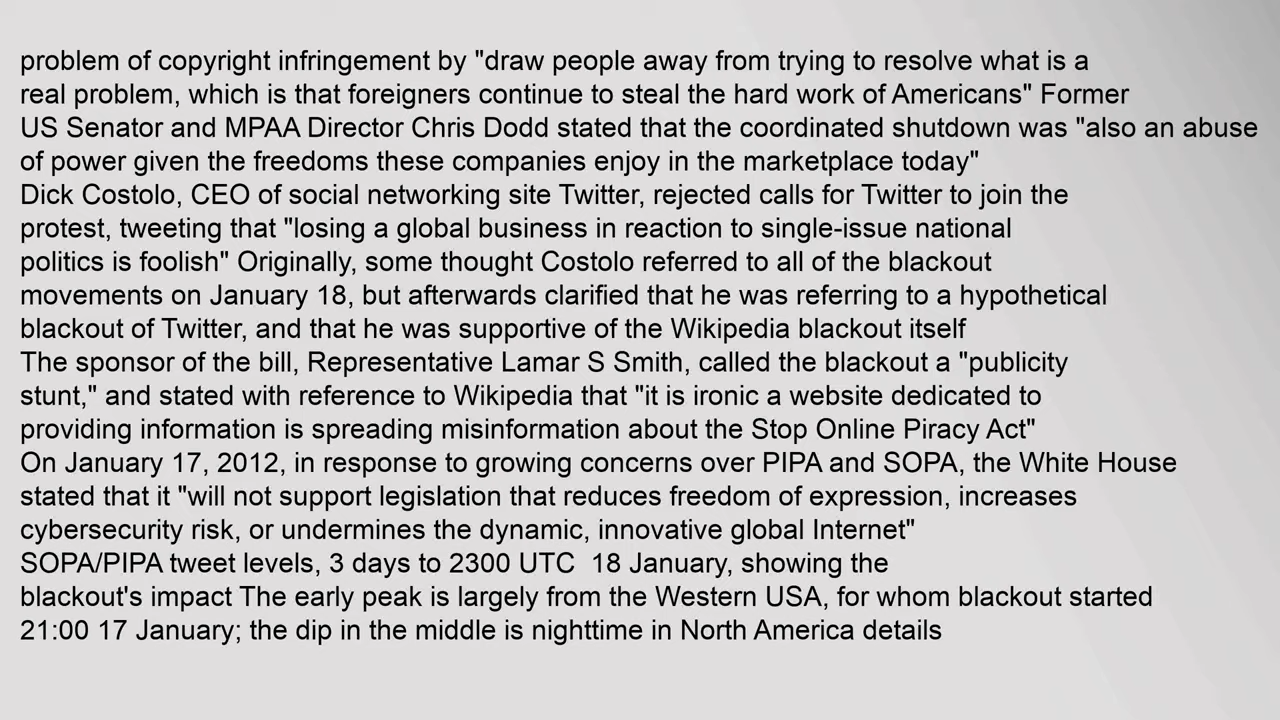 problem of copyright infringement by "draw people away from trying to resolve what is a
real problem, which is that foreigners continue to steal the hard work of Americans" Former
US Senator and MPAA Director Chris Dodd stated that the coordinated shutdown was "also an abuse
of power given the freedoms these companies enjoy in the marketplace today"
Dick Costolo, CEO of social networking site Twitter, rejected calls for Twitter to join the
protest, tweeting that "losing a global business in reaction to single-issue national
politics is foolish" Originally, some thought Costolo referred to all of the blackout
movements on January 18, but afterwards clarified that he was referring to a hypothetical
blackout of Twitter, and that he was supportive of the Wikipedia blackout itself
The sponsor of the bill, Representative Lamar S Smith, called the blackout a "publicity
stunt," and stated with reference to Wikipedia that "it is ironic a website dedicated to
providing information is spreading misinformation about the Stop Online Piracy Act"
On January 17, 2012, in response to growing concerns over PIPA and SOPA, the White House
stated that it "will not support legislation that reduces freedom of expression, increases
cybersecurity risk, or undermines the dynamic, innovative global Internet"
SOPA/PIPA tweet levels, 3 days to 2300 UTC  18 January, showing the
blackout's impact The early peak is largely from the Western USA, for whom blackout started
21:00 17 January; the dip in the middle is nighttime in North America details